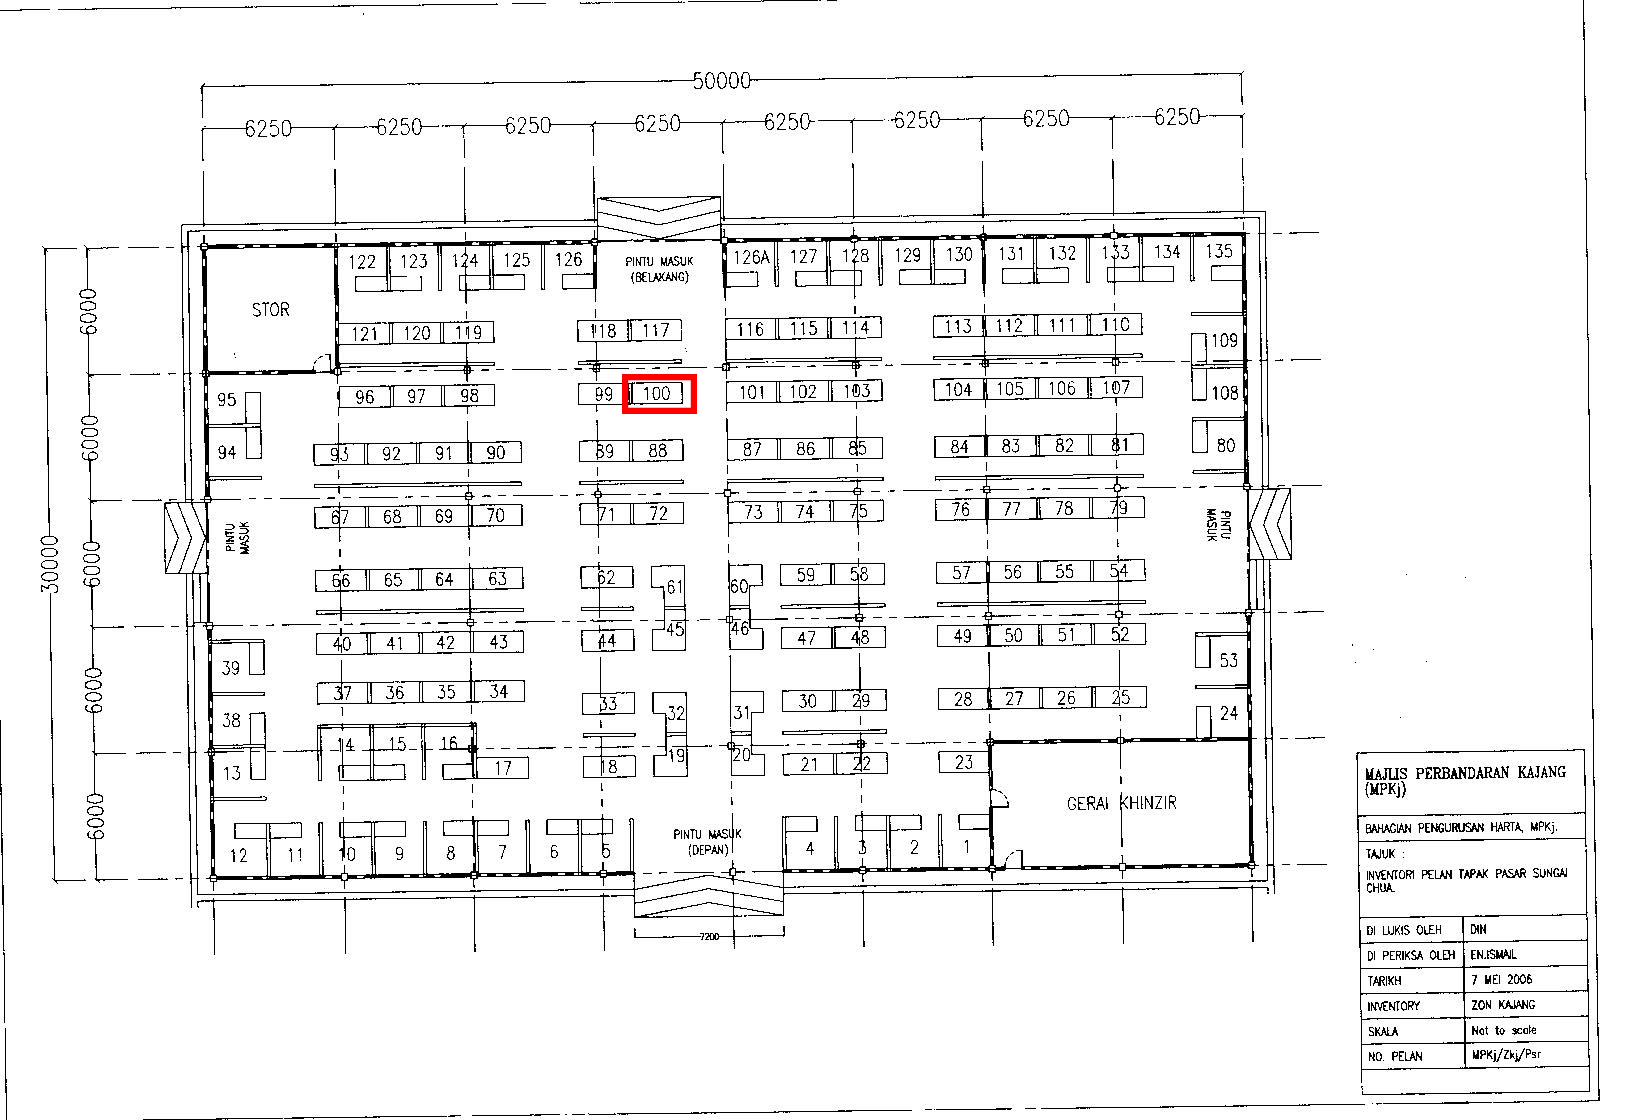 50000
6250 6250 6250 6250 6250 6250 6250 6250
PINTU MASUK
(BELAKANG)
122 123 124 125 126 126A 127 128 129 130 131 132 133 134 135
STOR
6000
121 120 119 118 117 116 115 114 113 112 111 110
109
96 97 98 99 100 101 102 103 104 105 106 107
95
108
6000
94 93 92 91 90 89 88 87 86 85 84 83 82 81 80
67 68 69 70 71 72 73 74 75 76 77 78 79
PINTU
MASUK
PINTU
MASUK
30000
6000
66 65 64 63 62 61 60 59 58 57 56 55 54
40 41 42 43 44 45 46 47 48 49 50 51 52
39
53
6000
37 36 35 34 33 32 31 30 29 28 27 26 25
38
24
14 15 16 17 18 19 20 21 22 23
13
GERAI KHINZIR
6000
PINTU MASUK
(DEPAN)
12 11 10 9 8 7 6 5 4 3 2 1
7200
MAJLIS PERBANDARAN KAJANG
(MPKj)
BAHAGIAN PENGURUSAN HARTA, MPKj.
TAJUK :
INVENTORI PELAN TAPAK PASAR SUNGAI
CHUA.
DI LUKIS OLEH DIN
DI PERIKSA OLEH EN.ISMAIL
TARIKH 7 MEI 2006
INVENTORY ZON KAJANG
SKALA Not to scale
NO. PELAN MPKj/Zkj/Psr